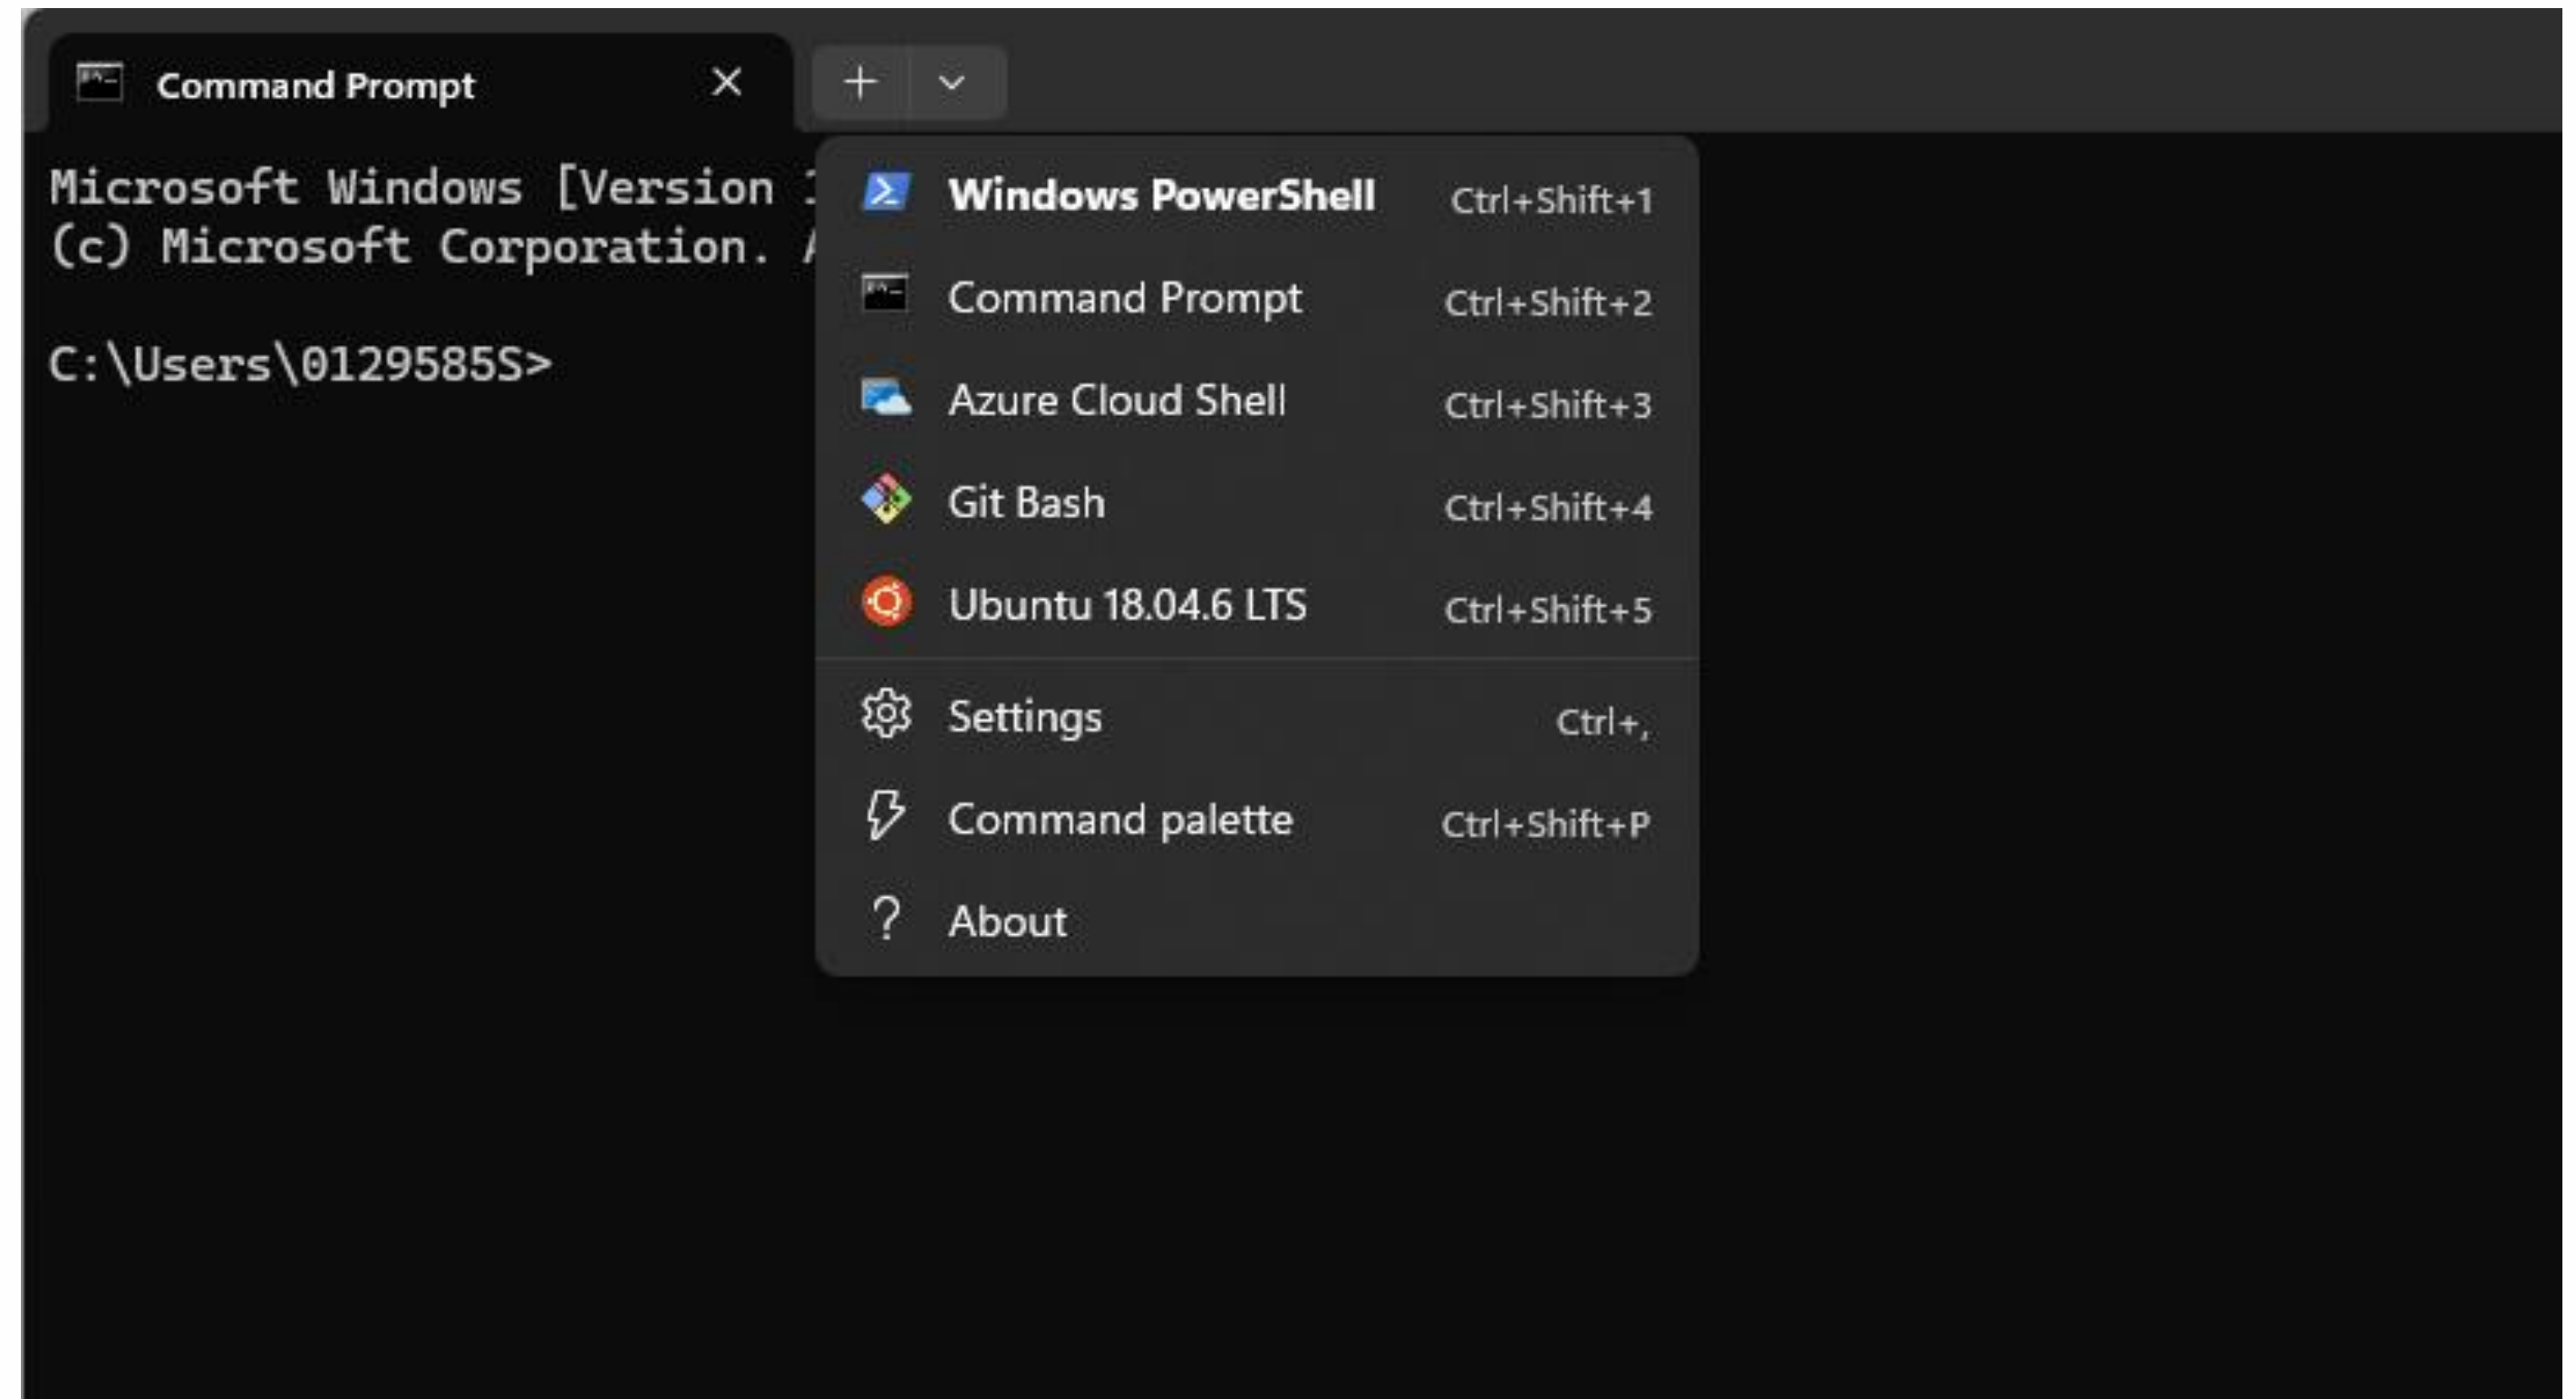 Command Prompt
Microsoft Windows [Version
(c) Microsoft Corporation.
C:\Users\0129585S>
Windows PowerShell Ctrl+Shift+1
Command Prompt Ctrl+Shift+2
Azure Cloud Shell Ctrl+Shift+3
Git Bash Ctrl+Shift+4
Ubuntu 18.04.6 LTS Ctrl+Shift+5
Settings Ctrl+,
Command palette Ctrl+Shift+P
? About